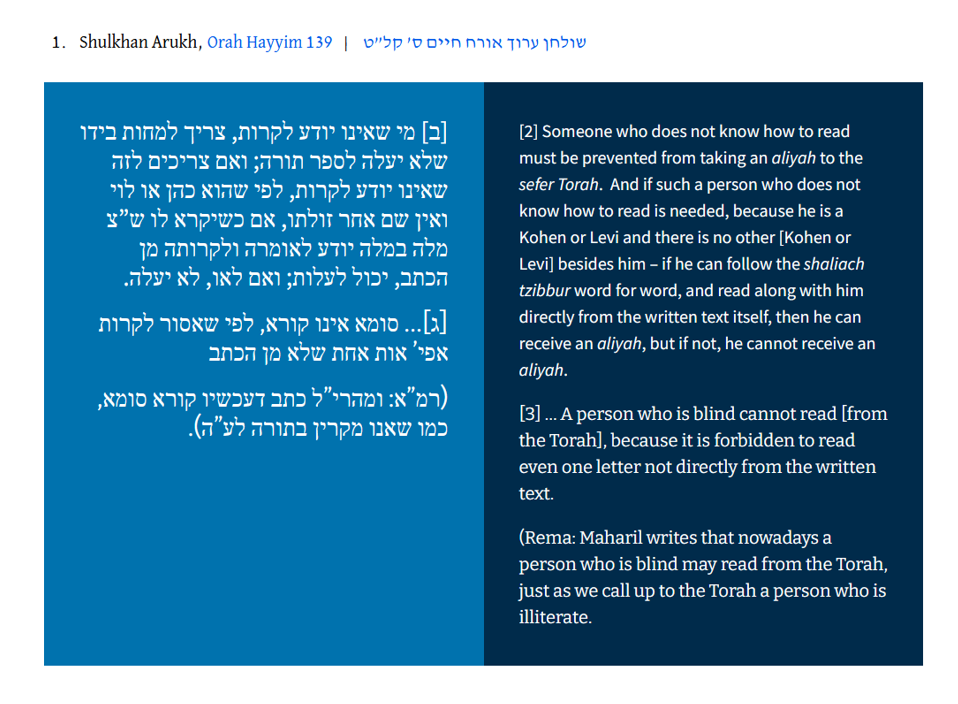 1. Shulkhan Arukh, Orah Hayyim 139 | שולחן ערוך אורח חיים ס' קל"ט
[ב] מי שאינו יודע לקרות, צריך למחות בידו
שלא יעלה לספר תורה; ואם צריכים לזה
שאינו יודע לקרות, לפי שהוא כהן או לוי
ואין שם אחר זולתו, אם כשיקרא לו ש"צ
מלה במלה יודע לאומרה ולקרותה מן
הכתב, יכול לעלות; ואם לאו, לא יעלה.
[ג]... סומא אינו קורא, לפי שאסור לקרות
אפי' אות אחת שלא מן הכתב
(רמ"א: ומהרי"ל כתב דעכשיו קורא סומא,
כמו שאנו מקרין בתורה לע"ה).
[2] Someone who does not know how to read
must be prevented from taking an aliyah to the
sefer Torah. And if such a person who does not
know how to read is needed, because he is a
Kohen or Levi and there is no other [Kohen or
Levi] besides him – if he can follow the shaliach
tzibbur word for word, and read along with him
directly from the written text itself, then he can
receive an aliyah, but if not, he cannot receive an
aliyah.
[3] ... A person who is blind cannot read [from
the Torah], because it is forbidden to read
even one letter not directly from the written
text.
(Rema: Maharil writes that nowadays a
person who is blind may read from the Torah,
just as we call up to the Torah a person who is
illiterate.